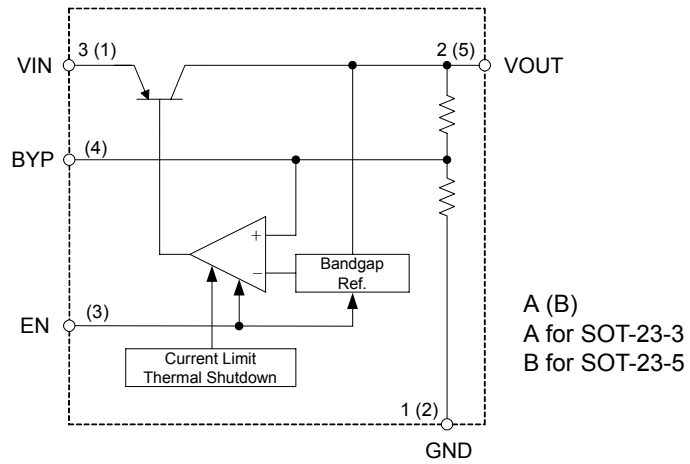 VIN 3 (1) 2 (5) VOUT
BYP (4)
+
−
Bandgap
Ref.
EN (3)
Current Limit
Thermal Shutdown
A (B)
A for SOT-23-3
B for SOT-23-5
1 (2)
GND